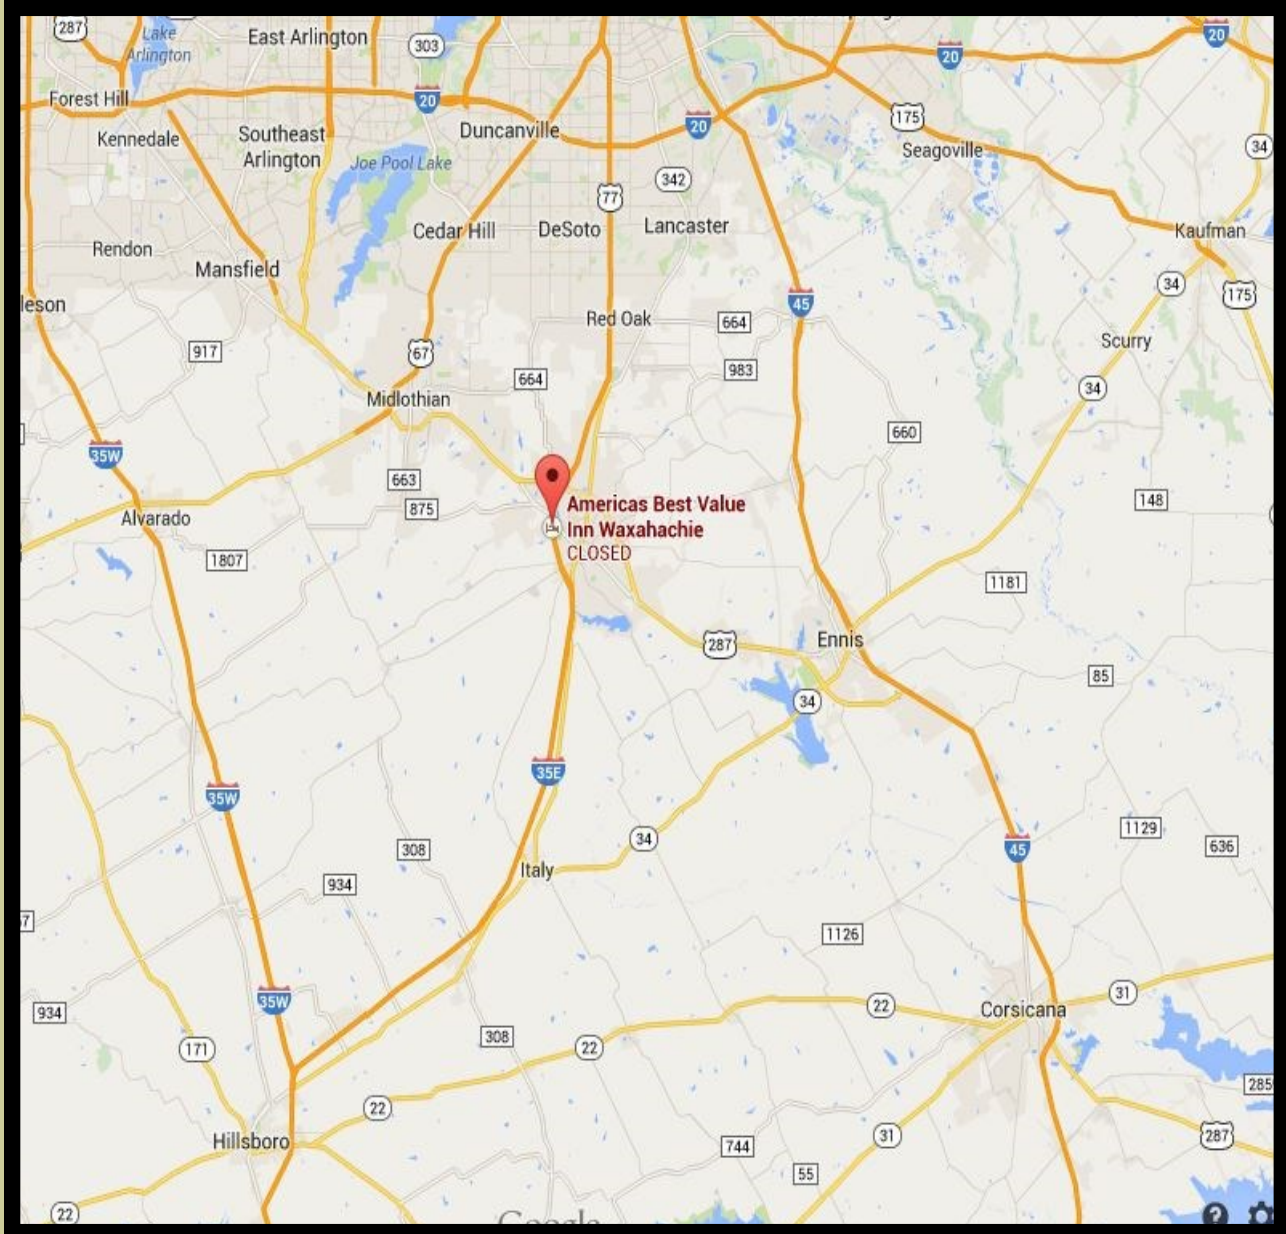 287
Lake
Arlington
East Arlington
303
20
20
Forest Hill
20
Kennedale
Southeast
Arlington
Duncanville
20
175
Seagoville
34
Joe Pool Lake
342
77
Rendon
Cedar Hill
DeSoto
Lancaster
Kaufman
Mansfield
34
175
leson
45
Red Oak
664
917
67
983
Scurry
664
34
Midlothian
660
35W
663
875
148
Americas Best Value
Inn Waxahachie
CLOSED
Alvarado
1807
1181
287
Ennis
85
34
35E
35W
1129
636
308
34
45
Italy
934
7
1126
35W
934
22
Corsicana
31
308
22
171
285
22
31
287
Hillsboro
744
55
22
Google
?